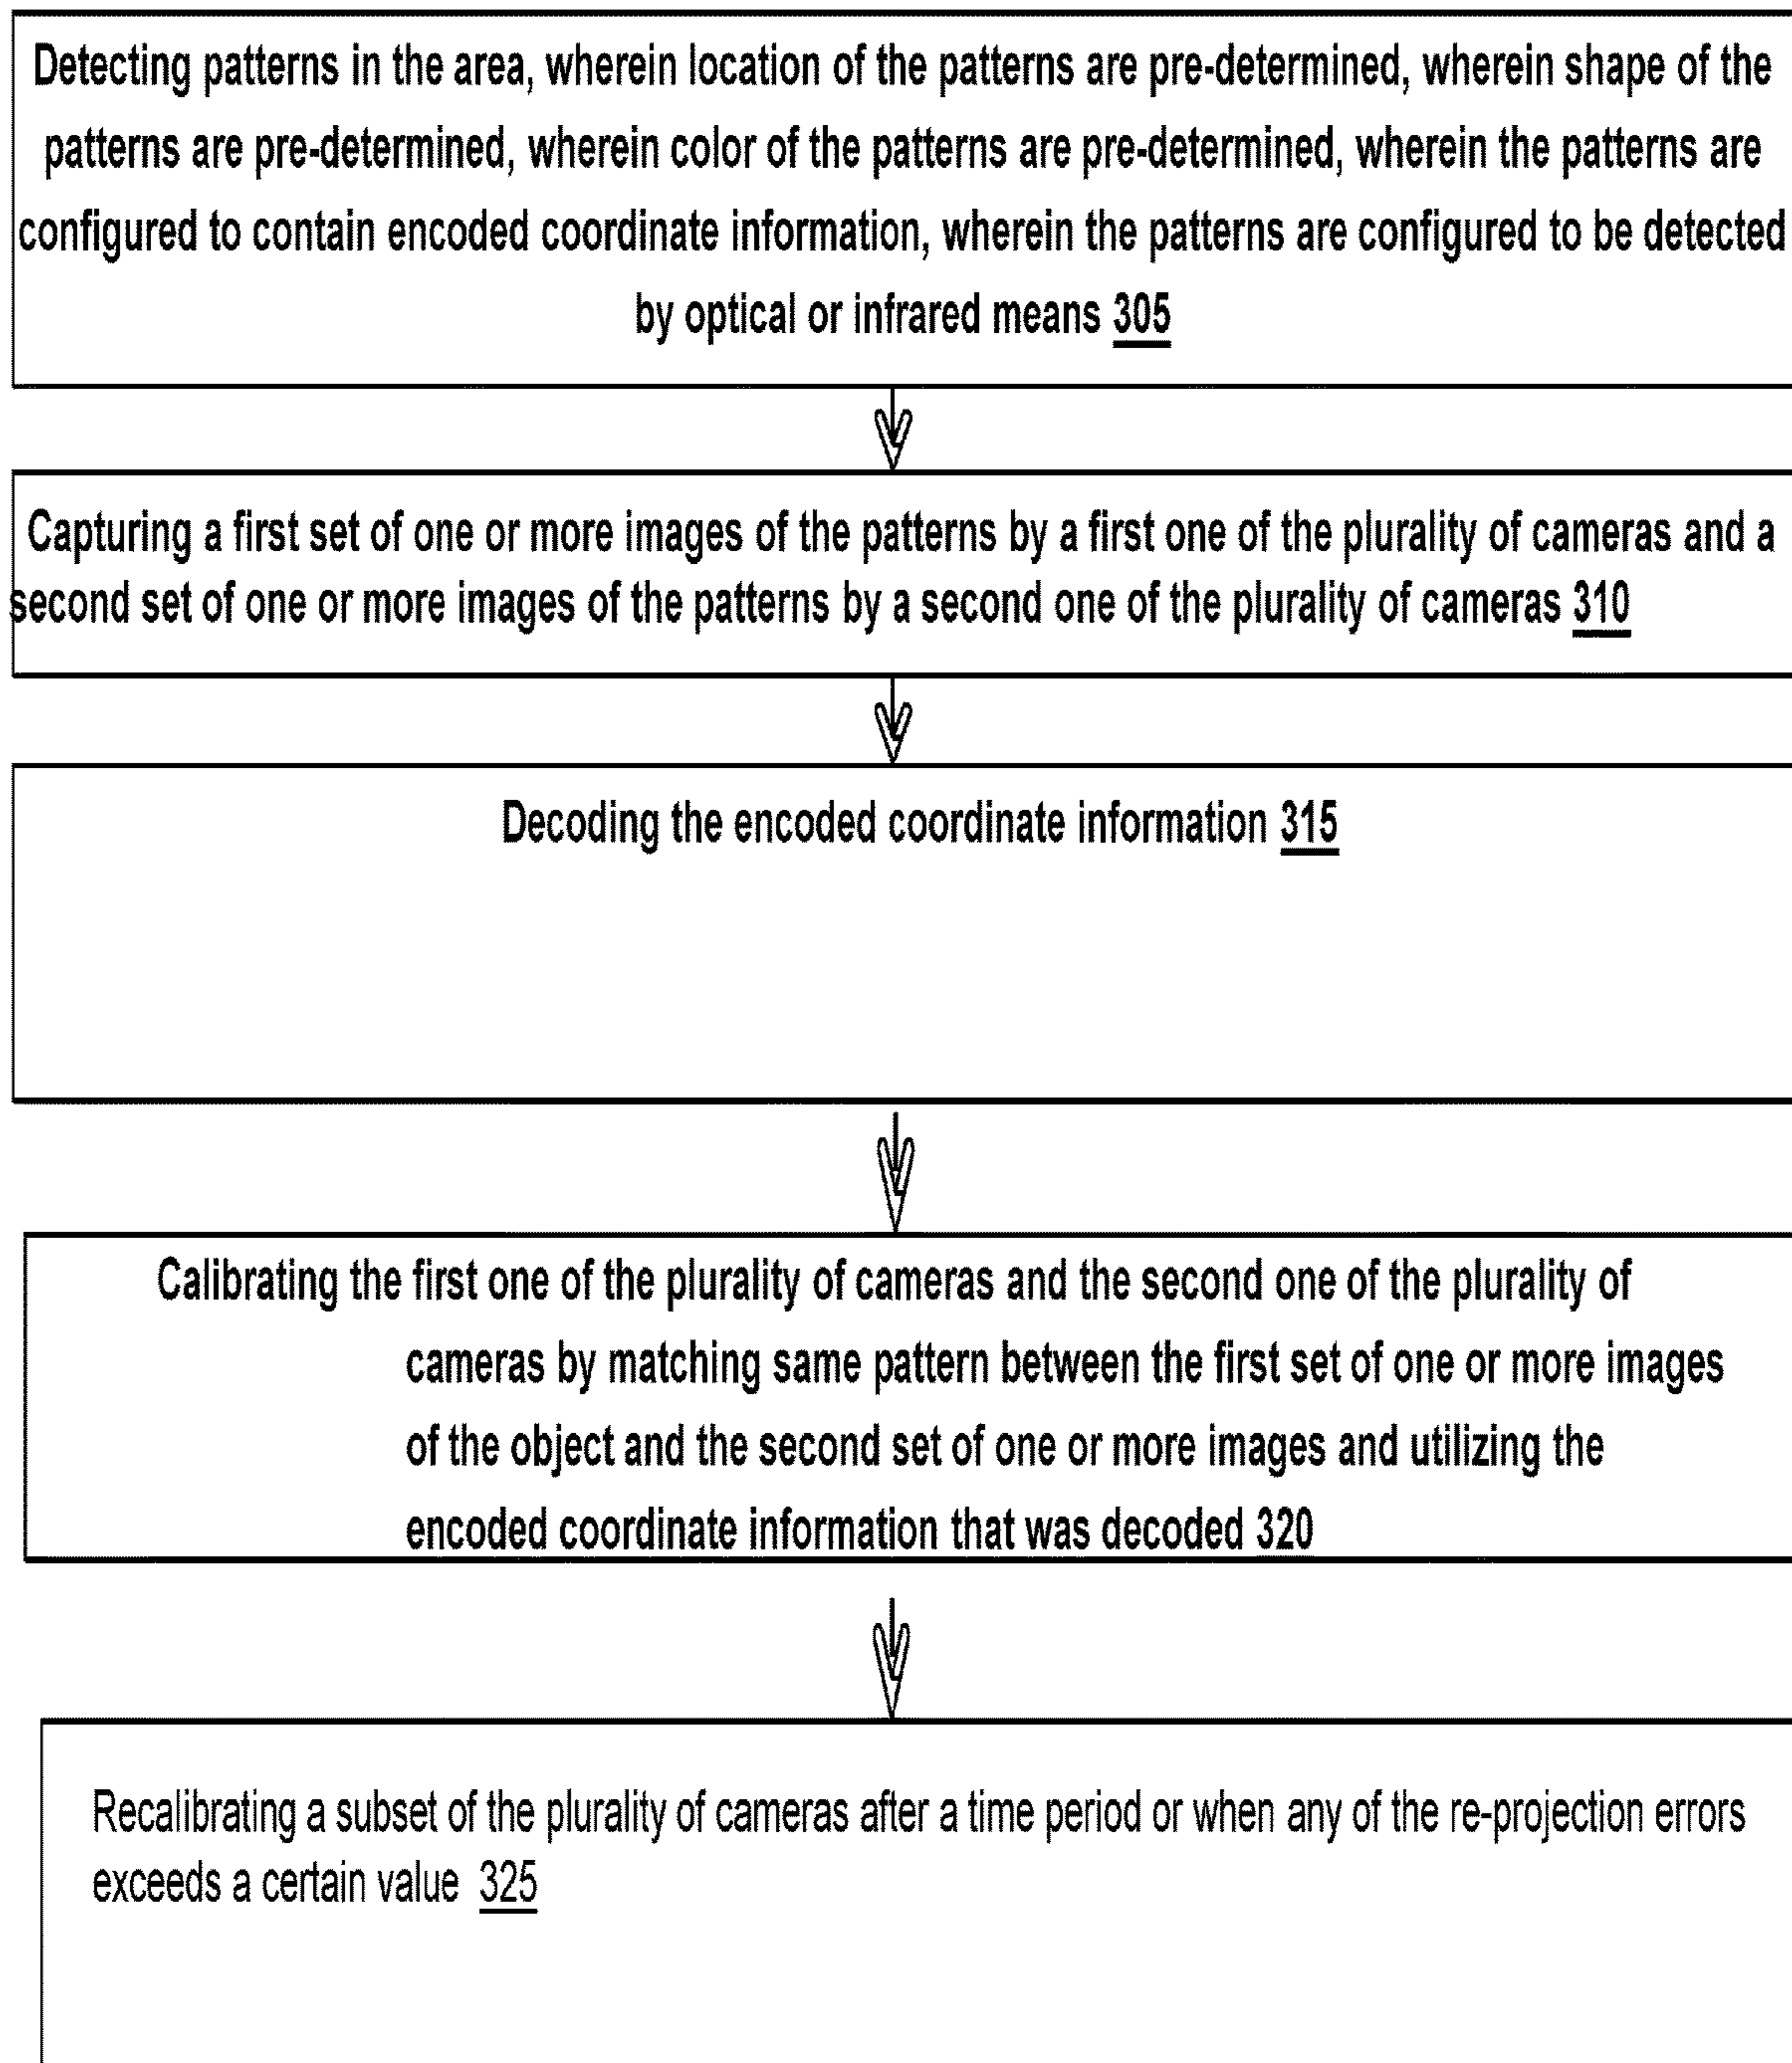 Detecting patterns in the area, wherein location of the patterns are pre-determined, wherein shape of the
patterns are pre-determined, wherein color of the patterns are pre-determined, wherein the patterns are
configured to contain encoded coordinate information, wherein the patterns are configured to be detected
by optical or infrared means 305
Capturing a first set of one or more images of the patterns by a first one of the plurality of cameras and a
second set of one or more images of the patterns by a second one of the plurality of cameras 310
Decoding the encoded coordinate information 315
Calibrating the first one of the plurality of cameras and the second one of the plurality of
cameras by matching same pattern between the first set of one or more images
of the object and the second set of one or more images and utilizing the
encoded coordinate information that was decoded 320
Recalibrating a subset of the plurality of cameras after a time period or when any of the re-projection errors
exceeds a certain value 325